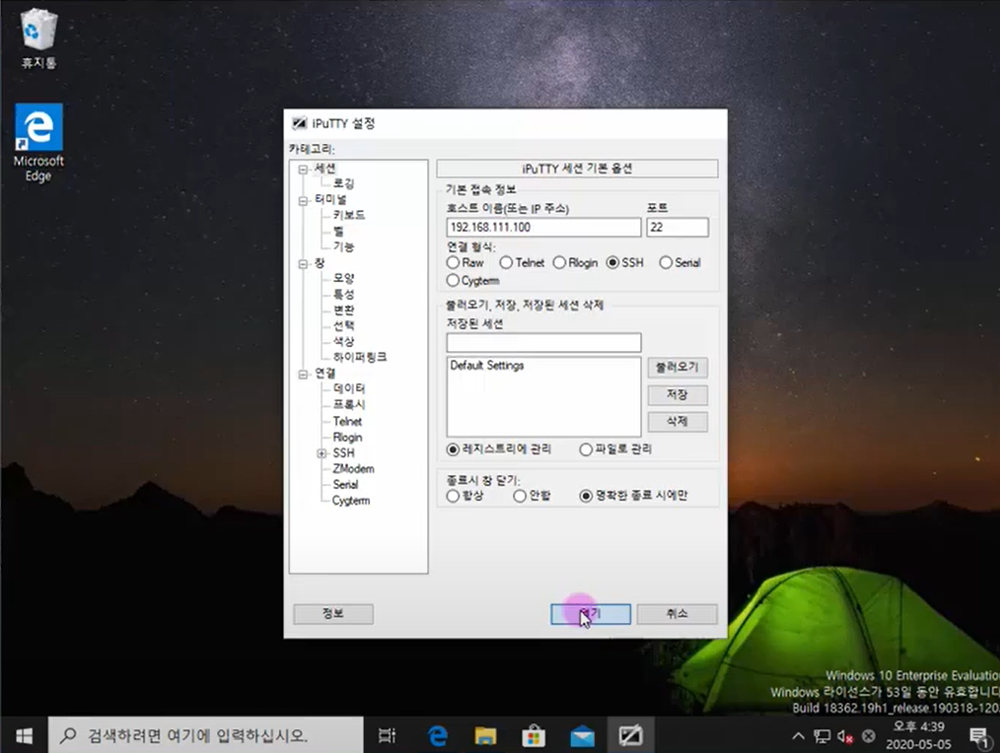 휴지통
Microsoft
Edge
iPuTTY 설정
카테고리:
세션
로깅
터미널
키보드
벨
기능
창
모양
특성
변환
선택
색상
하이퍼링크
연결
데이터
프록시
Telnet
Rlogin
SSH
ZModem
Serial
Cygterm
iPuTTY 세션 기본 옵션
기본 접속 정보
호스트 이름(또는 IP 주소)
포트
192.168.111.100
22
연결 형식:
Raw Telnet Rlogin SSH Serial
Cygterm
불러오기, 저장, 저장된 세션 삭제
저장된 세션
Default Settings
불러오기
저장
삭제
레지스트리에 관리 파일로 관리
종료시 창 닫기:
항상 안함 명확한 종료 시에만
정보
열기
취소
Windows 10 Enterprise Evaluation
Windows 라이선스가 53일 동안 유효합니다
Build 18362.19h1_release.190318-120
검색하려면 여기에 입력하십시오.
오후 4:39
2020-05-05
1